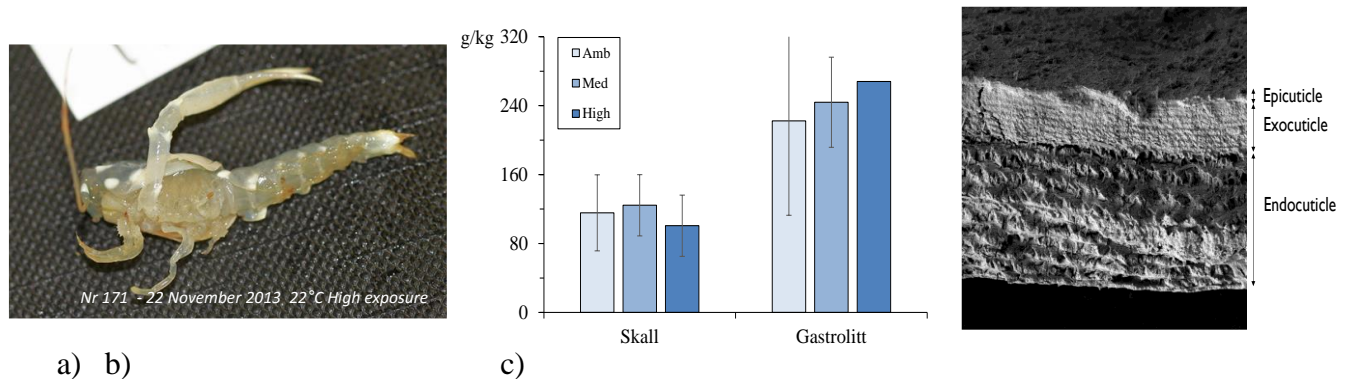 g/kg
320
240
160
80
0
Amb
Med
High
Skall
Gastrolitt
Epicuticle
Exocuticle
Endocuticle
Nr 171 - 22 November 2013 22°C High exposure
a) b)
c)